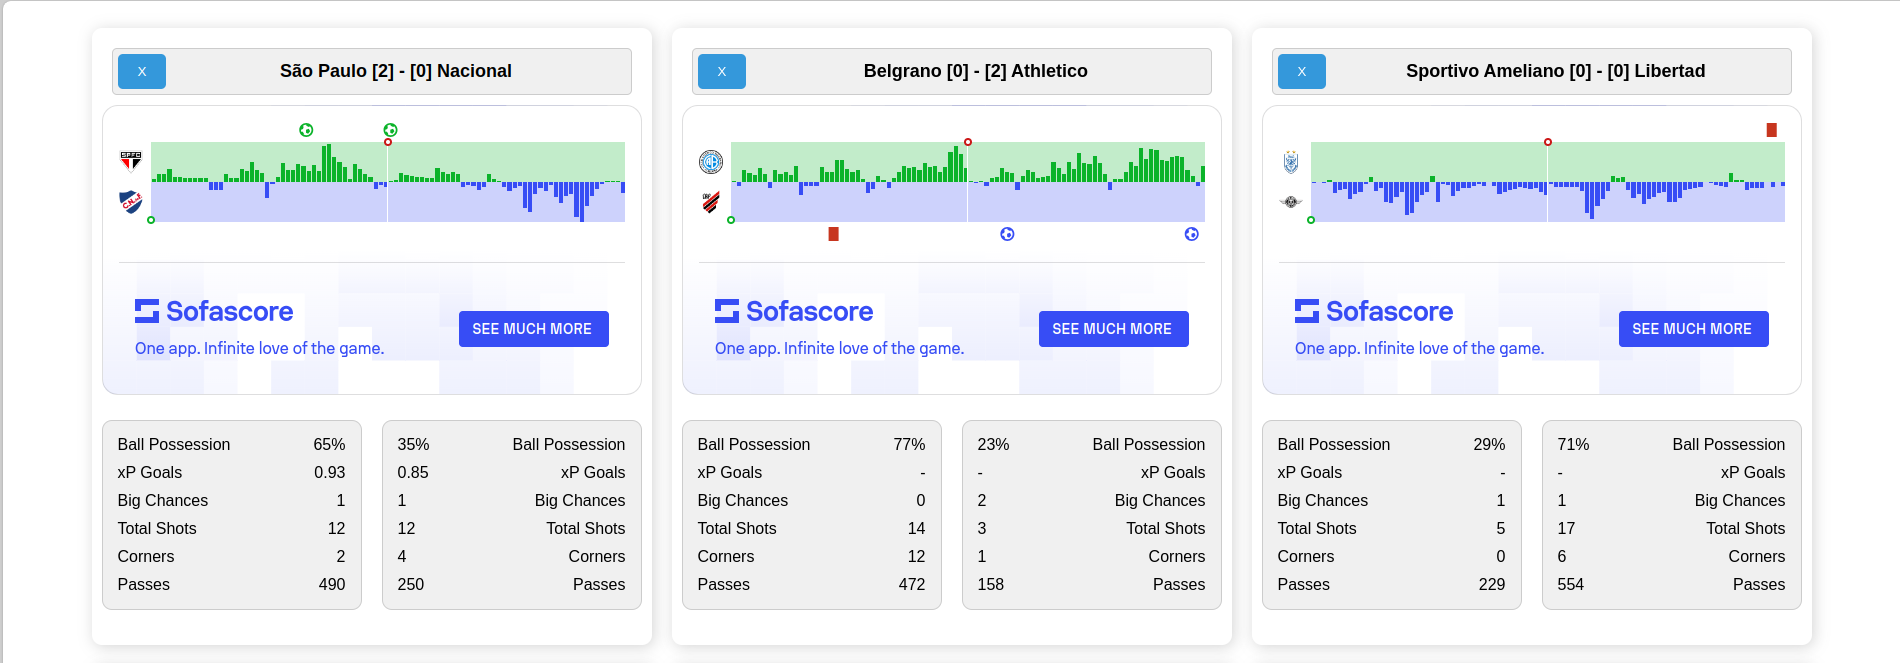 X
São Paulo [2] - [0] Nacional
SPFC
C.N.deF.
Sofascore
One app. Infinite love of the game.
SEE MUCH MORE
Ball Possession 65%
xP Goals 0.93
Big Chances 1
Total Shots 12
Corners 2
Passes 490
35% Ball Possession
0.85 xP Goals
1 Big Chances
12 Total Shots
4 Corners
250 Passes
X
Belgrano [0] - [2] Athletico
Sofascore
One app. Infinite love of the game.
SEE MUCH MORE
Ball Possession 77%
xP Goals -
Big Chances 0
Total Shots 14
Corners 12
Passes 472
23% Ball Possession
- xP Goals
2 Big Chances
3 Total Shots
1 Corners
158 Passes
X
Sportivo Ameliano [0] - [0] Libertad
Sofascore
One app. Infinite love of the game.
SEE MUCH MORE
Ball Possession 29%
xP Goals -
Big Chances 1
Total Shots 5
Corners 0
Passes 229
71% Ball Possession
- xP Goals
1 Big Chances
17 Total Shots
6 Corners
554 Passes